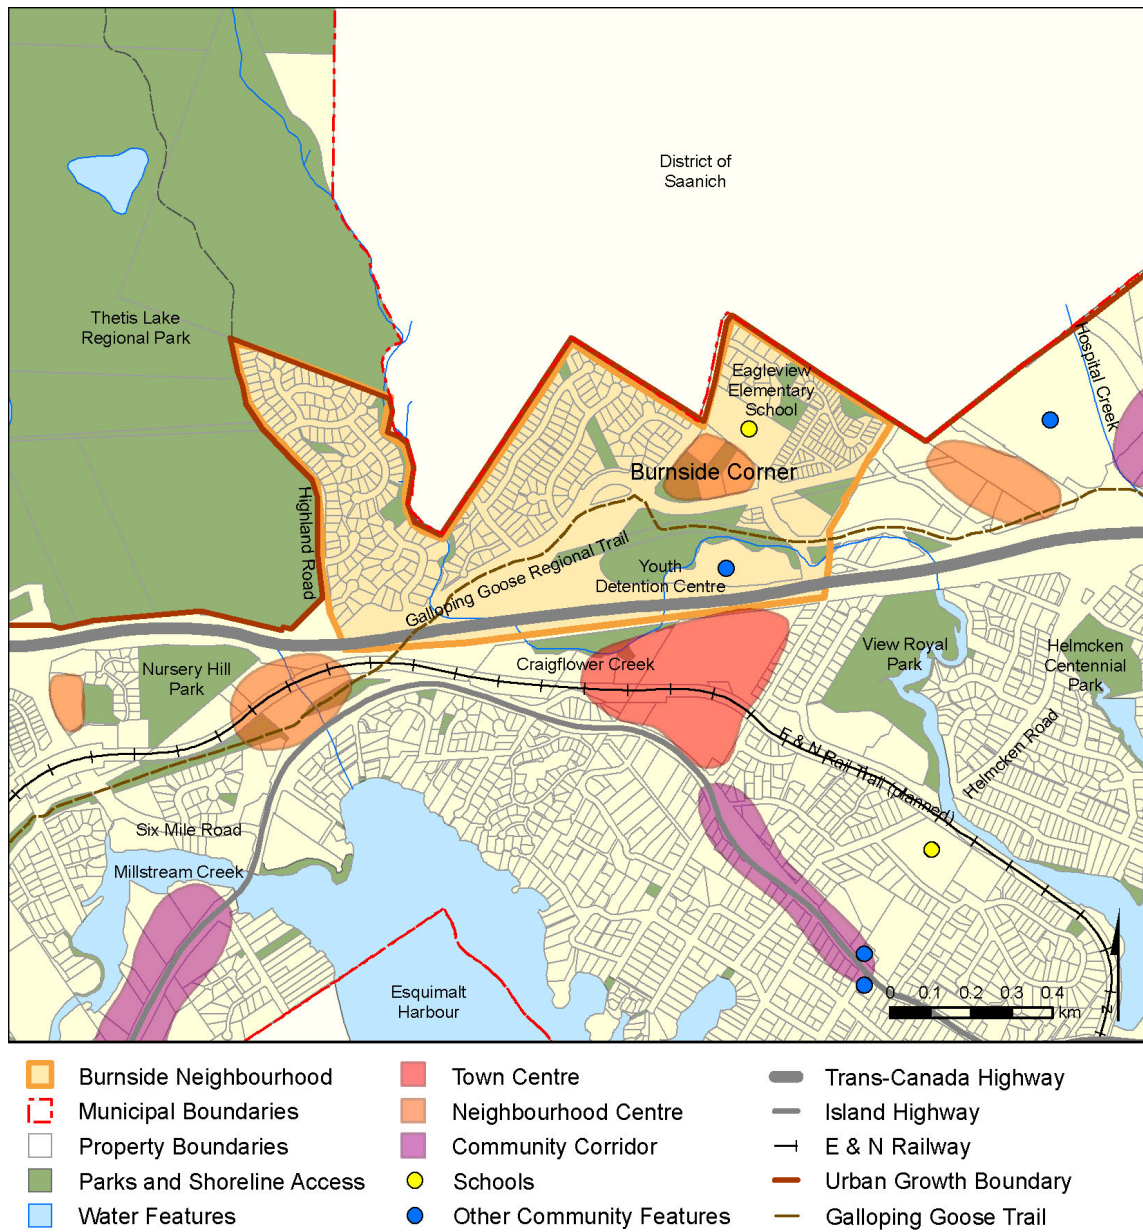 District of
Saanich
Thetis Lake
Regional Park
Hospital Creek
Eagleview
Elementary
School
Burnside Corner
Highland Road
Galloping Goose Regional Trail
Youth
Detention Centre
Nursery Hill
Park
Craigflower Creek
View Royal
Park
Helmcken
Centennial
Park
E & N Rail Trail (planned)
Helmcken Road
Six Mile Road
Millstream Creek
Esquimalt
Harbour
0 0.1 0.2 0.3 0.4
km
N
Burnside Neighbourhood
Municipal Boundaries
Property Boundaries
Parks and Shoreline Access
Water Features
Town Centre
Neighbourhood Centre
Community Corridor
Schools
Other Community Features
Trans-Canada Highway
Island Highway
E & N Railway
Urban Growth Boundary
Galloping Goose Trail